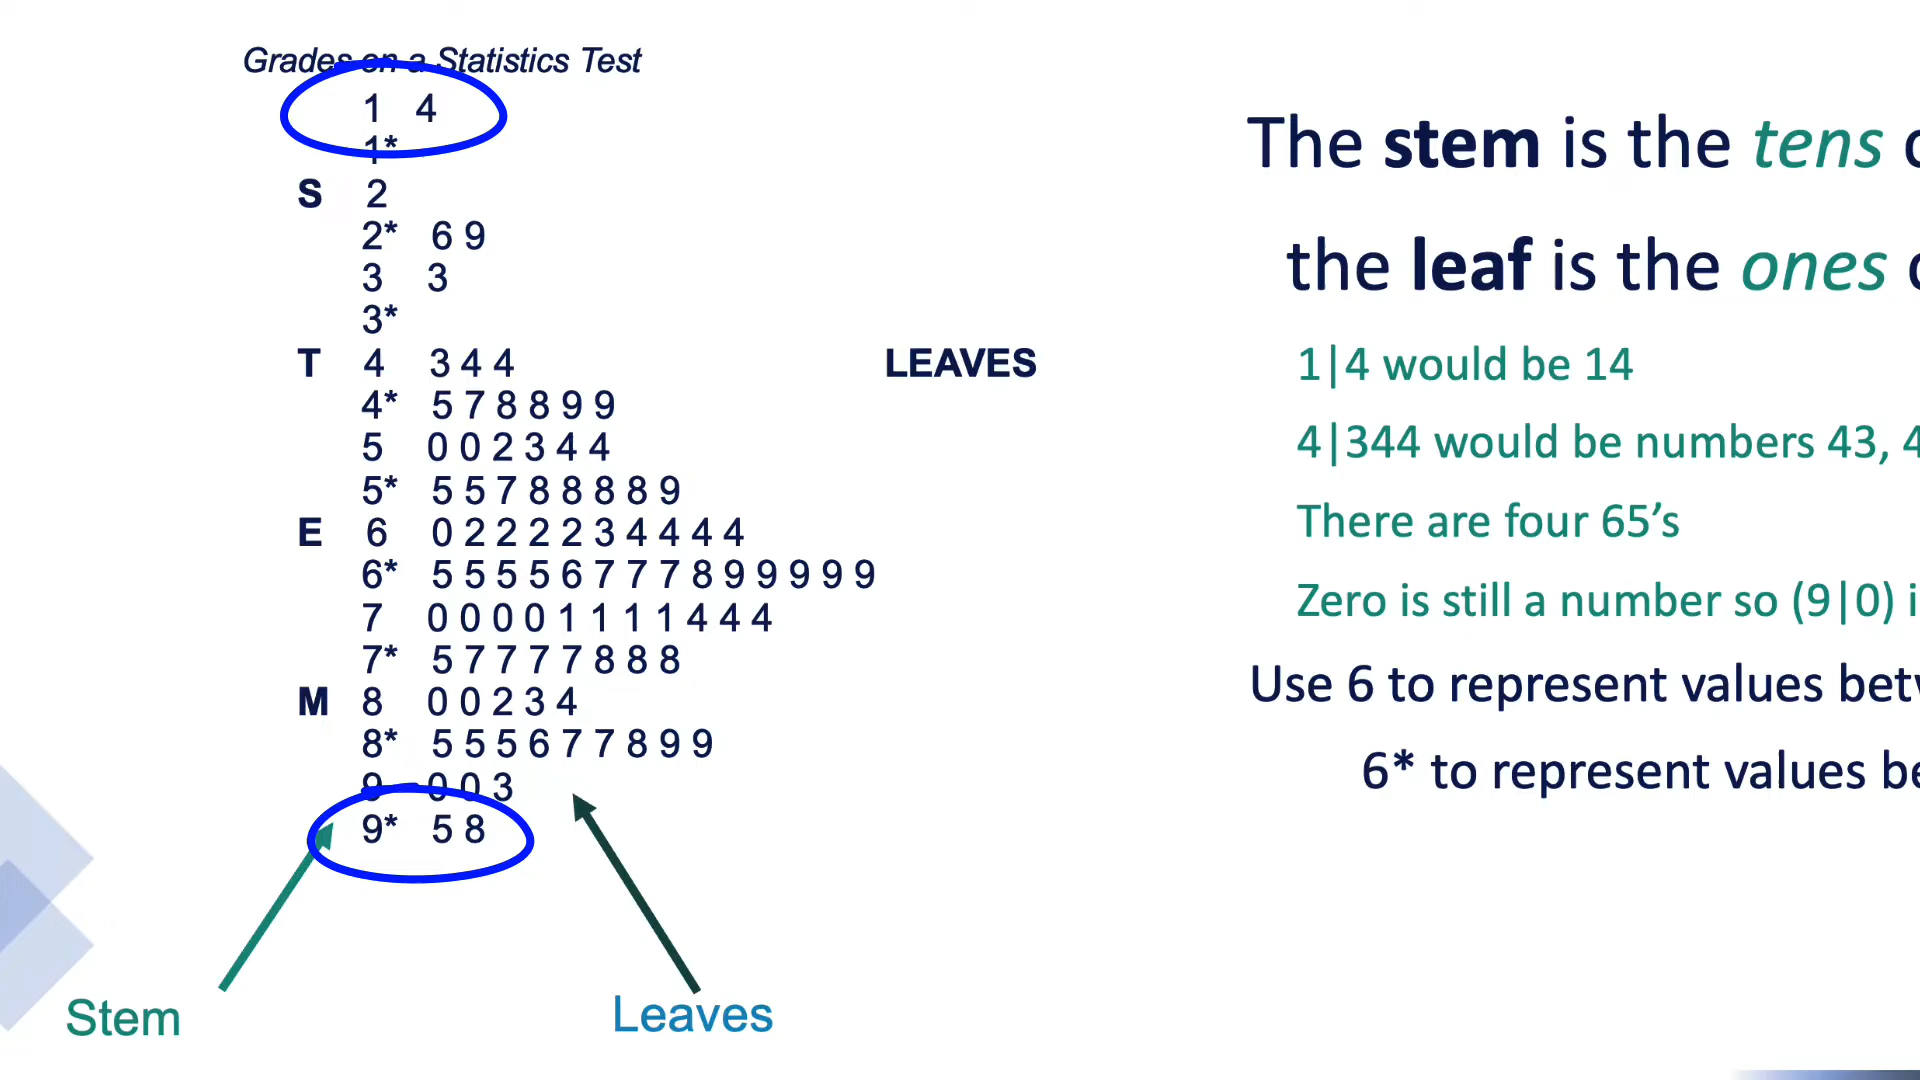 Grades on a Statistics Test
1 4
1*
S 2
2* 6 9
3 3
3*
T 4 3 4 4
4* 5 7 8 8 9 9
5 0 0 2 3 4 4
5* 5 5 7 8 8 8 8 9
E 6 0 2 2 2 2 3 4 4 4 4
6* 5 5 5 5 6 7 7 7 8 9 9 9 9 9
7 0 0 0 0 1 1 1 1 4 4 4
7* 5 7 7 7 7 8 8 8
M 8 0 0 2 3 4
8* 5 5 5 6 7 7 8 9 9
9 0 0 3
9* 5 8
LEAVES
Stem
Leaves
The stem is the tens
the leaf is the ones
1|4 would be 14
4|344 would be numbers 43, 4
There are four 65’s
Zero is still a number so (9|0) i
Use 6 to represent values bet
6* to represent values be